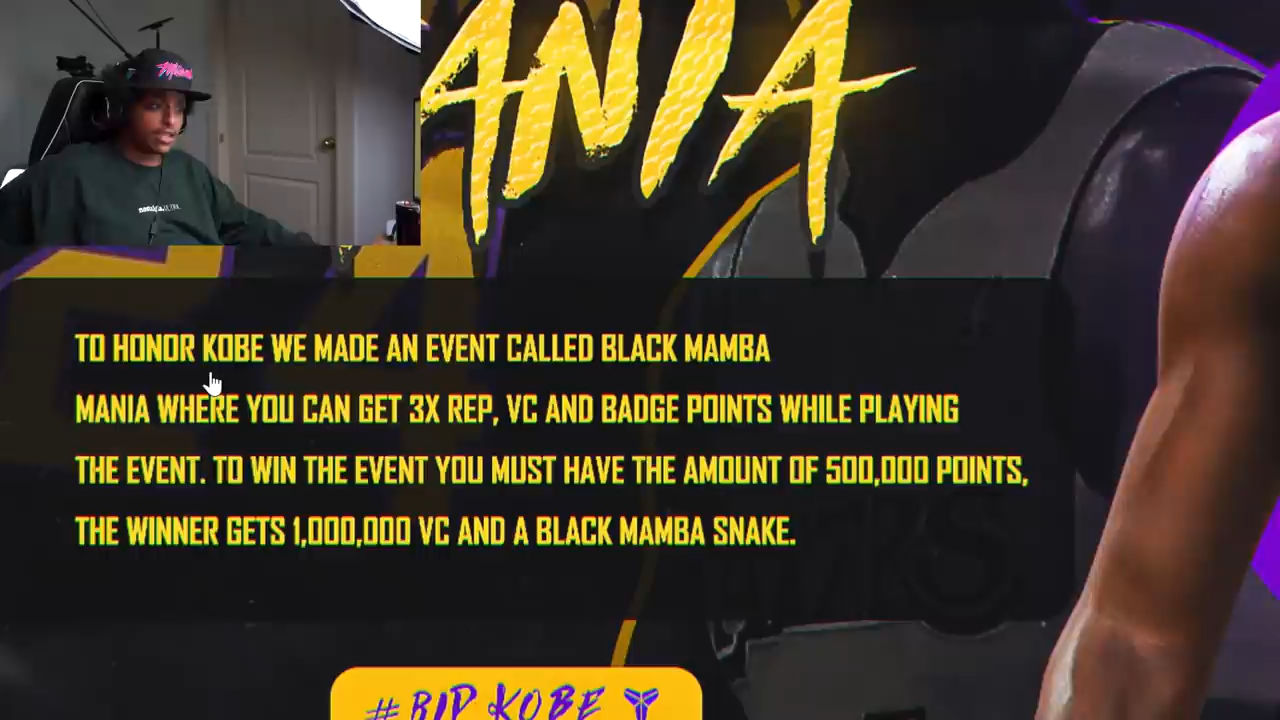 Miami
ANIA
TO HONOR KOBE WE MADE AN EVENT CALLED BLACK MAMBA
MANIA WHERE YOU CAN GET 3X REP, VC AND BADGE POINTS WHILE PLAYING
THE EVENT. TO WIN THE EVENT YOU MUST HAVE THE AMOUNT OF 500,000 POINTS,
THE WINNER GETS 1,000,000 VC AND A BLACK MAMBA SNAKE.
#RIP KOBE